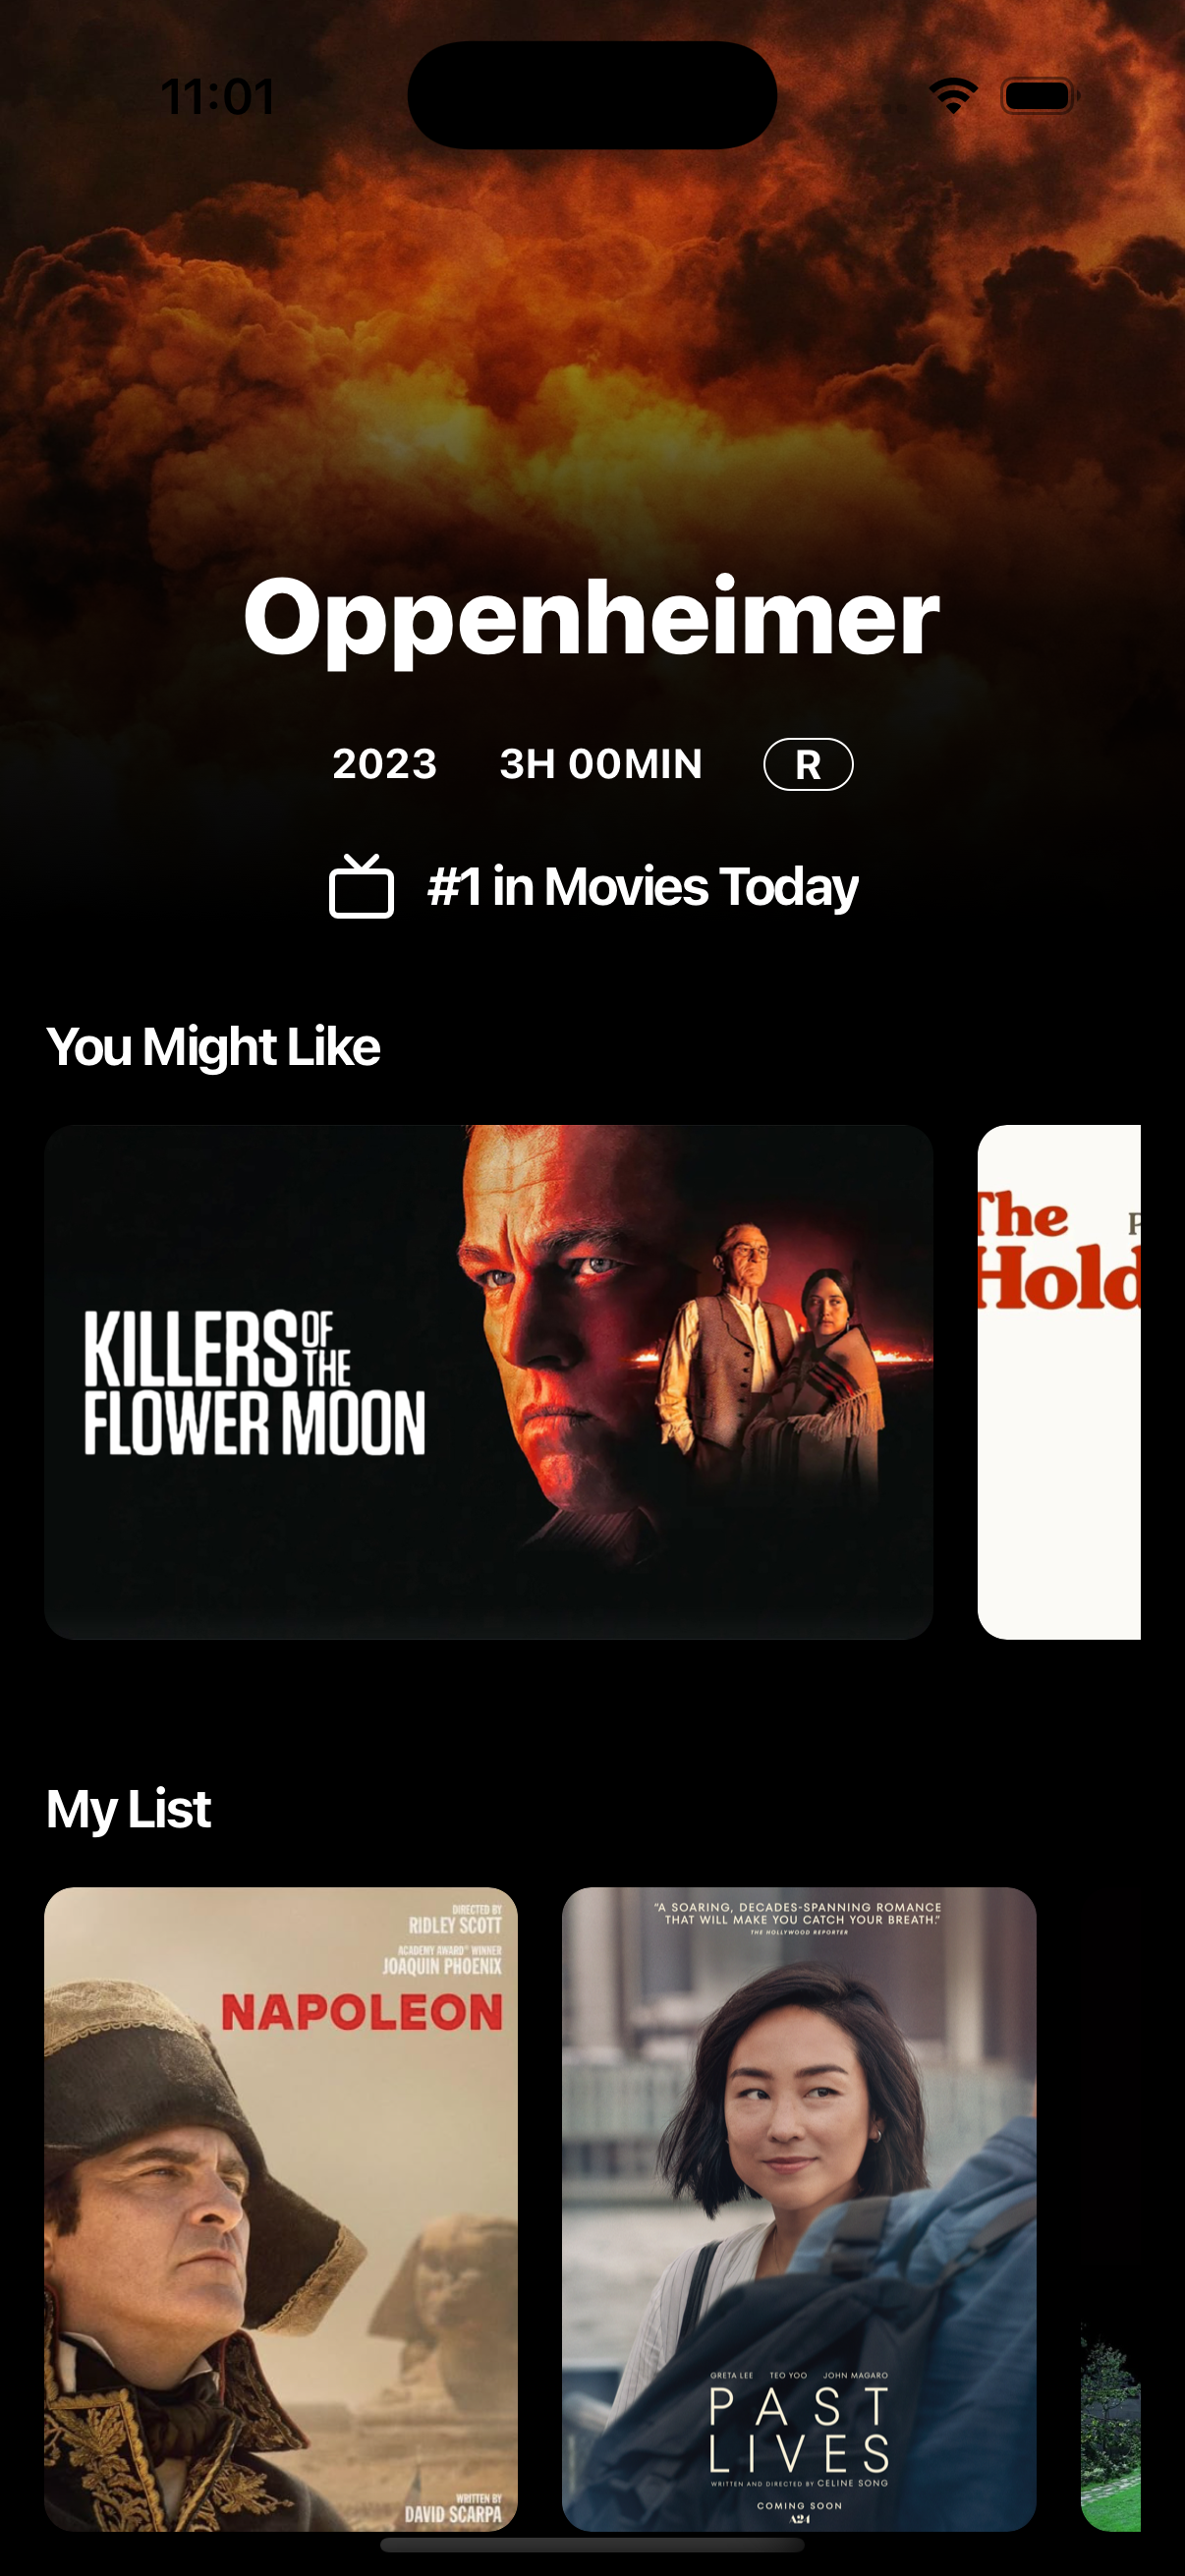 11:01
Oppenheimer
2023 3H 00MIN R
#1 in Movies Today
You Might Like
KILLERS OF THE
FLOWER MOON
The
Hold
My List
DIRECTED BY
RIDLEY SCOTT
ACADEMY AWARD® WINNER
JOAQUIN PHOENIX
NAPOLEON
WRITTEN BY
DAVID SCARPA
"A SOARING, DECADES-SPANNING ROMANCE
THAT WILL MAKE YOU CATCH YOUR BREATH."
THE HOLLYWOOD REPORTER
GRETA LEE TEO YOO JOHN MAGARO
PAST
LIVES
WRITTEN AND DIRECTED BY CELINE SONG
COMING SOON
A24